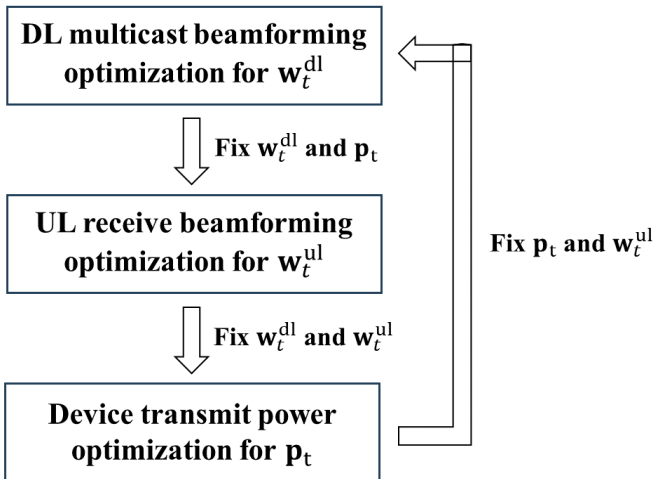 DL multicast beamforming
optimization for w_t^dl
Fix w_t^dl and p_t
UL receive beamforming
optimization for w_t^ul
Fix p_t and w_t^ul
Fix w_t^dl and w_t^ul
Device transmit power
optimization for p_t